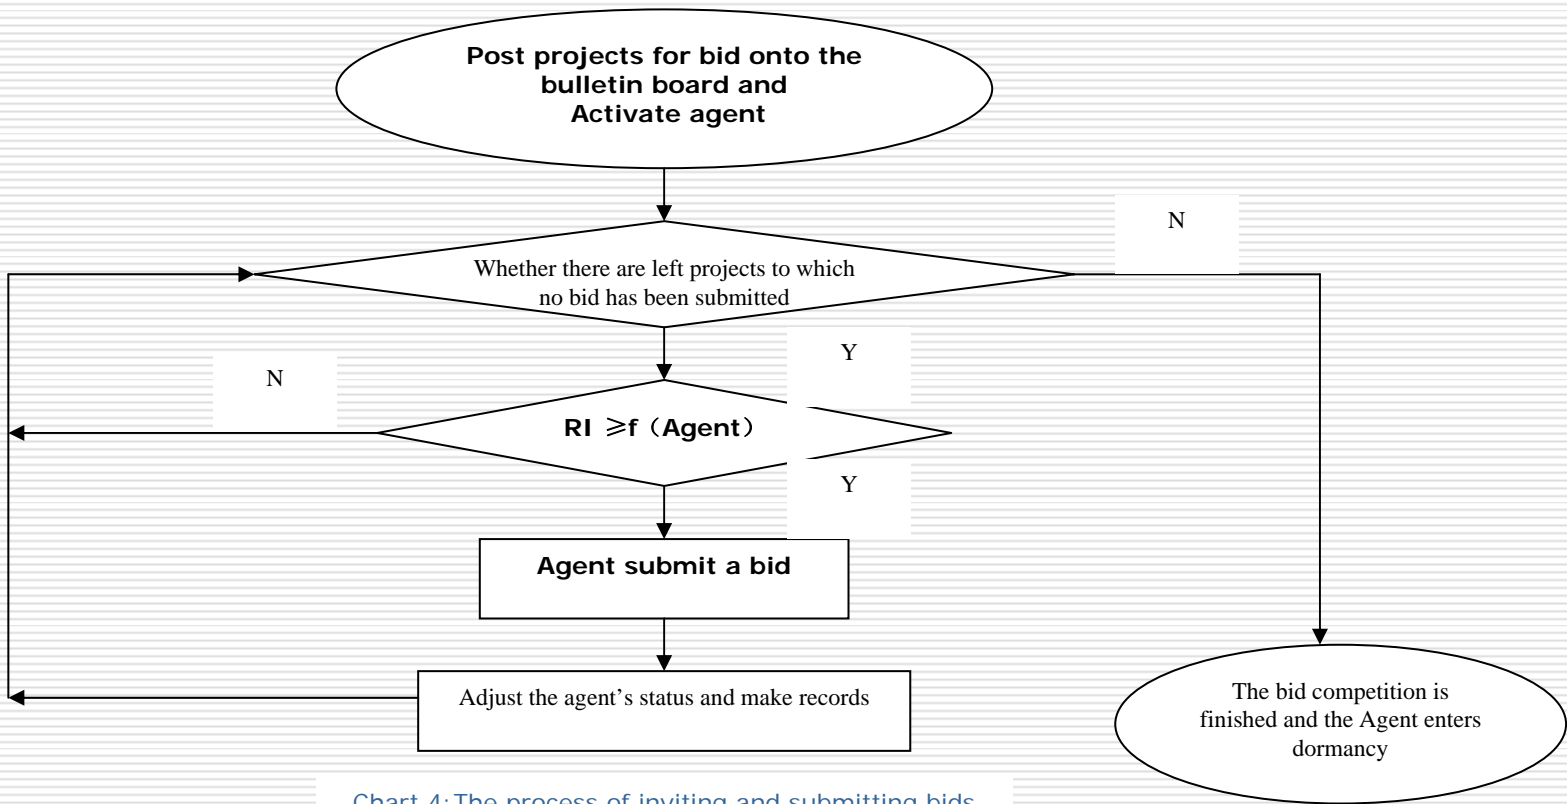 Post projects for bid onto the
bulletin board and
Activate agent
N
Whether there are left projects to which
no bid has been submitted
Y
N
RI ≥f（Agent）
Y
Agent submit a bid
Adjust the agent’s status and make records
The bid competition is
finished and the Agent enters
dormancy
Chart 4: The process of inviting and submitting bids